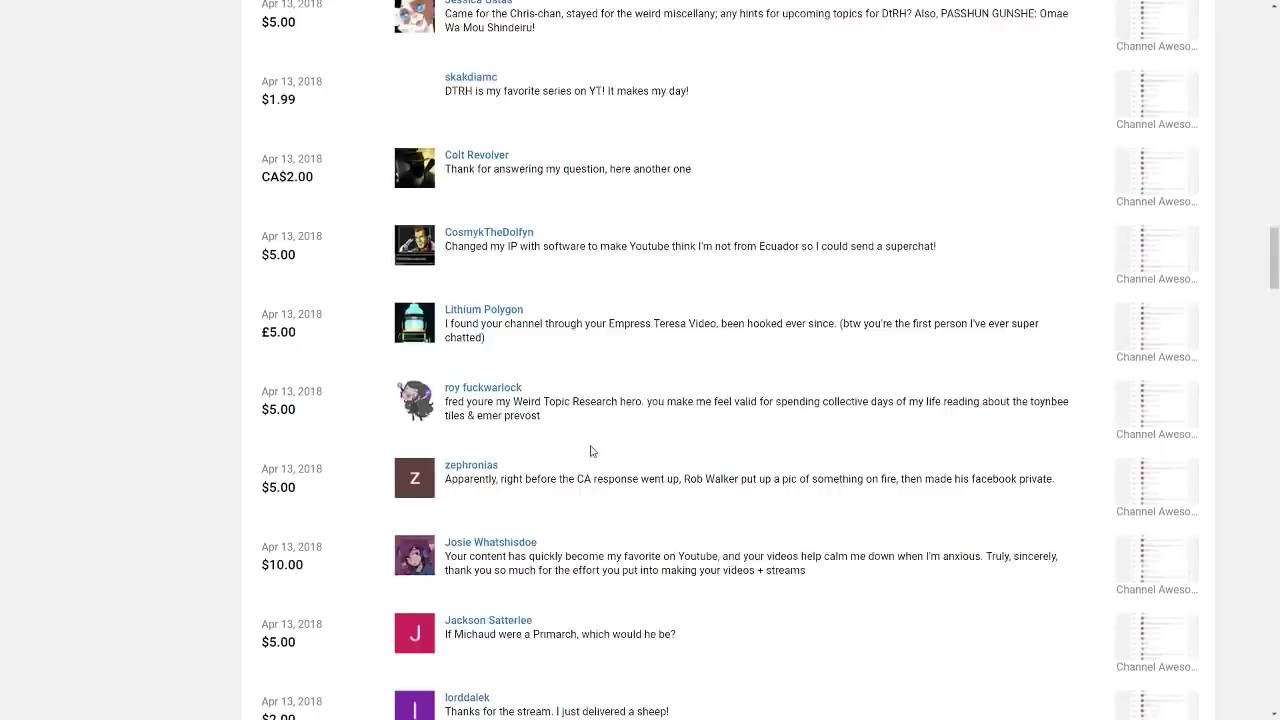 Apr 13, 2018
$5.00
Jessica Ostas
Came for the Chris-chan, stayed for the weird miscellany; any hints for upcoming topics for DTRH? Also, PASSHUN GUNSHE: Omae
Wa Mou Shindeiru!
Channel Aweso...
Apr 13, 2018
$1.99
skakdiamc
DTRH is my favorite series on YT! It makes my day!
Channel Aweso...
Apr 13, 2018
CA$2.00
Colt Revolver
Thank for answering my question, here another one
Channel Aweso...
Apr 13, 2018
$5.00
CosmykTheDolfyn
Changed my IP with software to make Youtube think I'm not from Ecuador so I could send a superchat!
Channel Aweso...
Apr 13, 2018
£5.00
Lithium Polygon
I found your channel through your Empress Teresa Video, been hooked ever since. (btw you're the first person I've ever super
chatted)
Channel Aweso...
Apr 13, 2018
$5.00
roy fuckwarlock
fred youre my Weird Topic Research hero. you make me feel valid for spending collective days of my life reading about the toynbee
tiles & emer prevost
Channel Aweso...
Apr 13, 2018
$5.00
Z
zephronias
Apparently, right before the CA response went up, Rob Walker put up a pic of something on fire, then made his facebook private.
Channel Aweso...
Apr 13, 2018
$10.00
Josie Whatshisdoe
Your content has quickly become my favorite on Youtube, and your videos help calm me down when I'm anxious. Truly, sincerely,
thank you so much for the effort you put into making your videos + streams
Channel Aweso...
Apr 13, 2018
$5.00
J
Jackson Satterlee
If Michaud were a Primarch, which would he be?
Channel Aweso...
Apr 13, 2018
$2.00
l
lorddalek
Thanks for the stream. I just delivered a sheep!